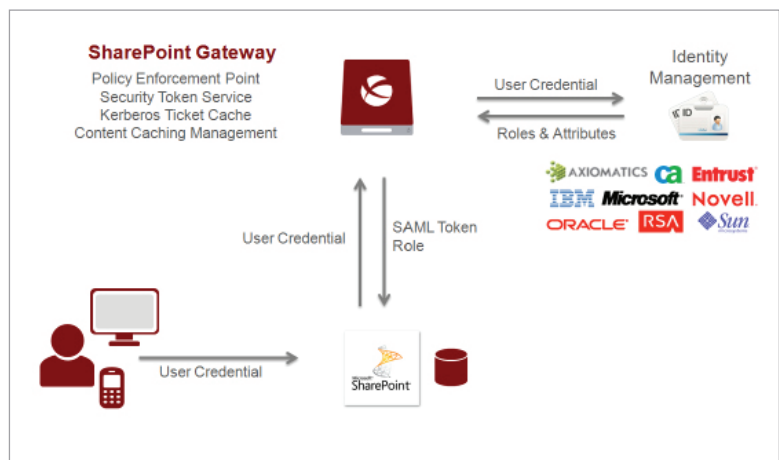 SharePoint Gateway
Policy Enforcement Point
Security Token Service
Kerberos Ticket Cache
Content Caching Management
User Credential
Roles & Attributes
Identity
Management
ID
AXIOMATICS
ca
Entrust
IBM
Microsoft
Novell.
ORACLE
RSA
Sun
User Credential
SAML Token
Role
User Credential
Microsoft
SharePoint